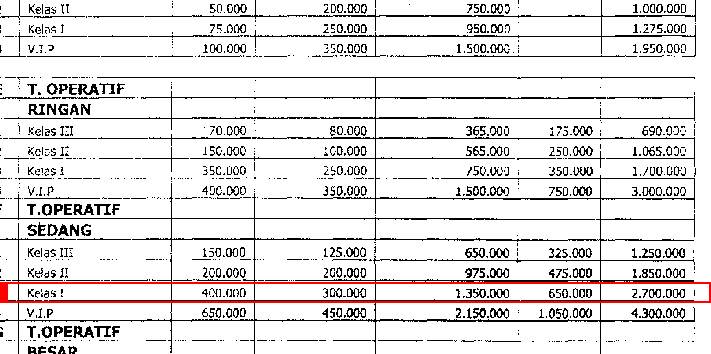 Kelas II 50.000 200.000 750.000 1.000.000
Kelas I 75.000 250.000 950.000 1.275.000
V.I.P 100.000 350.000 1.500.000 1.950.000
T. OPERATIF
RINGAN
Kelas III 70.000 80.000 365.000 175.000 690.000
Kelas II 150.000 100.000 565.000 250.000 1.065.000
Kelas I 350.000 250.000 750.000 350.000 1.700.000
V.I.P 400.000 350.000 1.500.000 750.000 3.000.000
T.OPERATIF
SEDANG
Kelas III 150.000 125.000 650.000 325.000 1.250.000
Kelas II 200.000 200.000 975.000 475.000 1.850.000
Kelas I 400.000 300.000 1.350.000 650.000 2.700.000
V.I.P 650.000 450.000 2.150.000 1.050.000 4.300.000
T.OPERATIF
BESAR